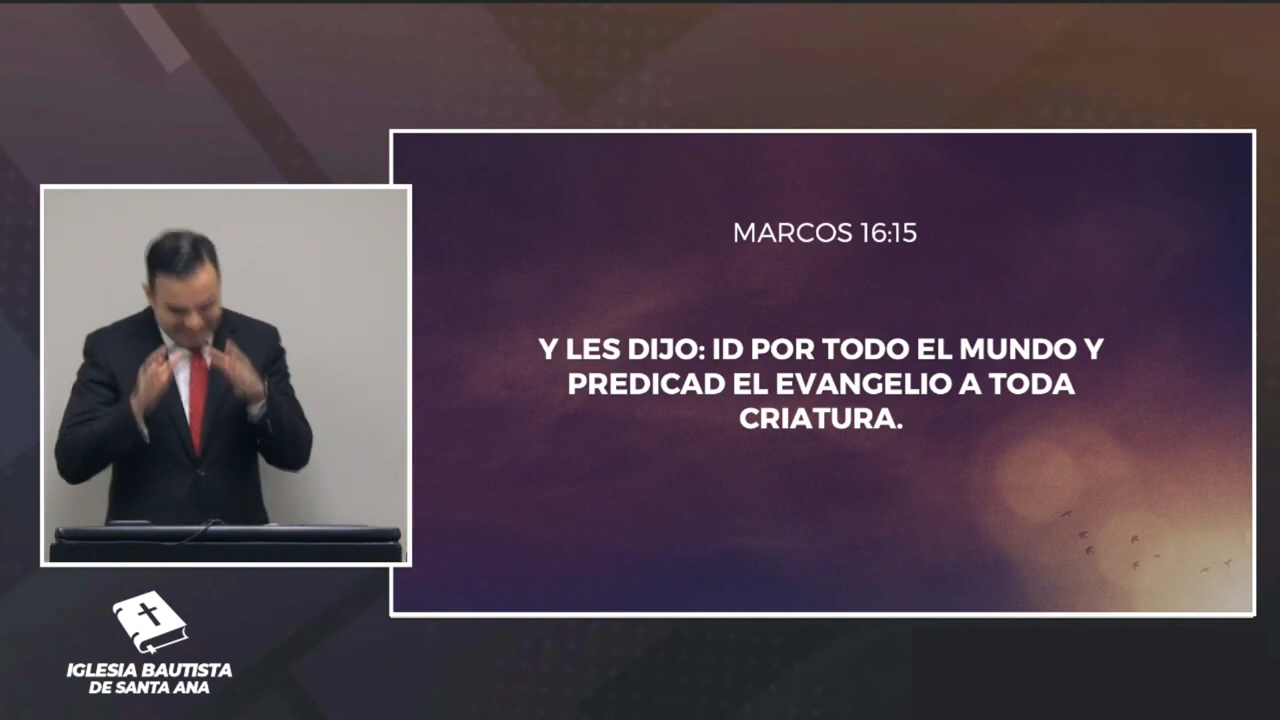 MARCOS 16:15
Y LES DIJO: ID POR TODO EL MUNDO Y
PREDICAD EL EVANGELIO A TODA
CRIATURA.
IGLESIA BAUTISTA
DE SANTA ANA